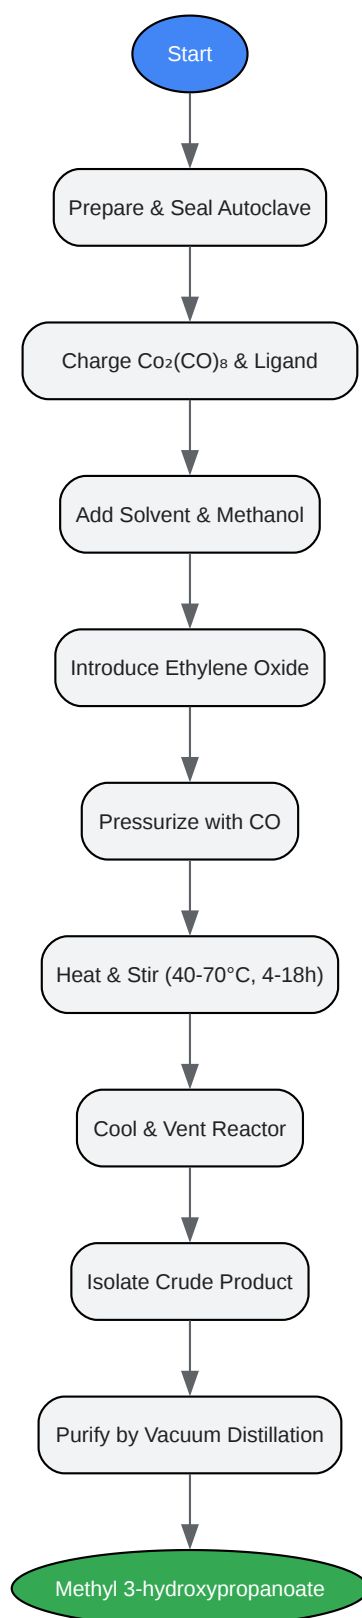 Start
Prepare & Seal Autoclave
Charge Co₂(CO)₈ & Ligand
Add Solvent & Methanol
Introduce Ethylene Oxide
Pressurize with CO
Heat & Stir (40-70°C, 4-18h)
Cool & Vent Reactor
Isolate Crude Product
Purify by Vacuum Distillation
Methyl 3-hydroxypropanoate